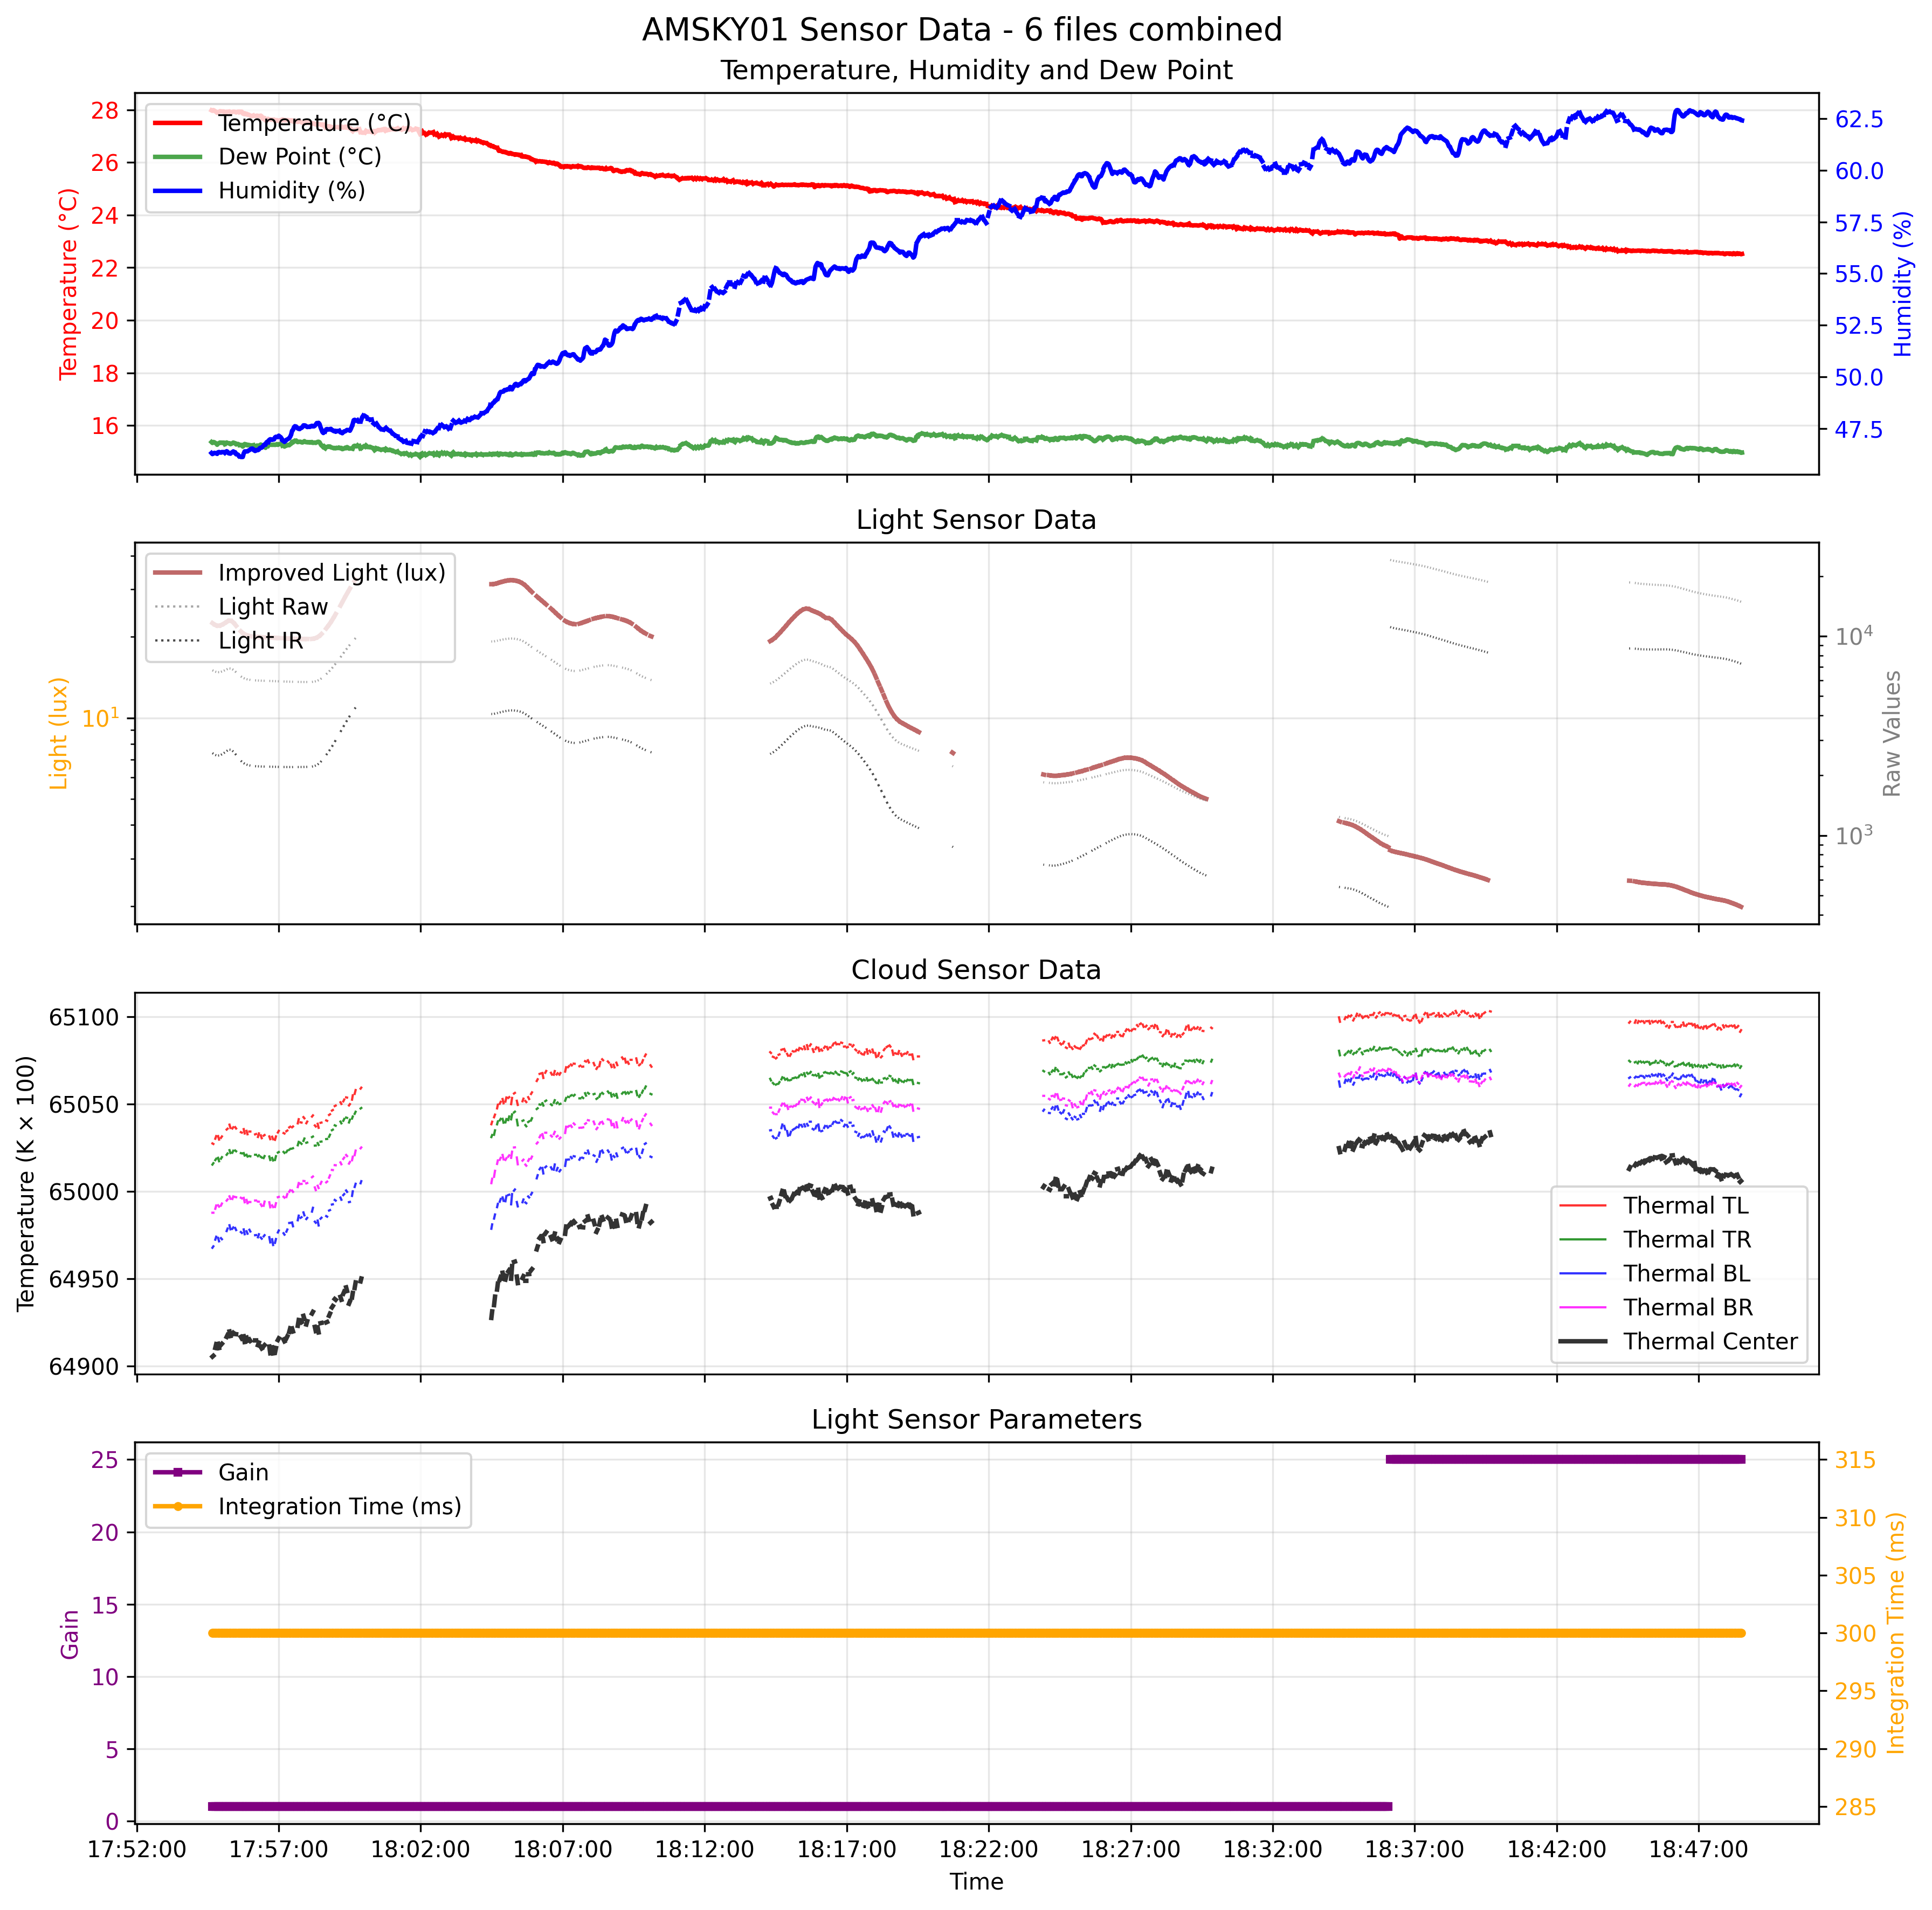 AMSKY01 Sensor Data - 6 files combined
Temperature, Humidity and Dew Point
Temperature (°C)
28
26
24
22
20
18
16
Temperature (°C)
Dew Point (°C)
Humidity (%)
62.5
60.0
57.5
55.0
52.5
50.0
47.5
Humidity (%)
Light Sensor Data
Light (lux)
10¹
Improved Light (lux)
Light Raw
Light IR
10⁴
10³
Raw Values
Cloud Sensor Data
Temperature (K × 100)
65100
65050
65000
64950
64900
Thermal TL
Thermal TR
Thermal BL
Thermal BR
Thermal Center
Light Sensor Parameters
Gain
25
20
15
10
5
0
Gain
Integration Time (ms)
315
310
305
300
295
290
285
Integration Time (ms)
17:52:00 17:57:00 18:02:00 18:07:00 18:12:00 18:17:00 18:22:00 18:27:00 18:32:00 18:37:00 18:42:00 18:47:00
Time